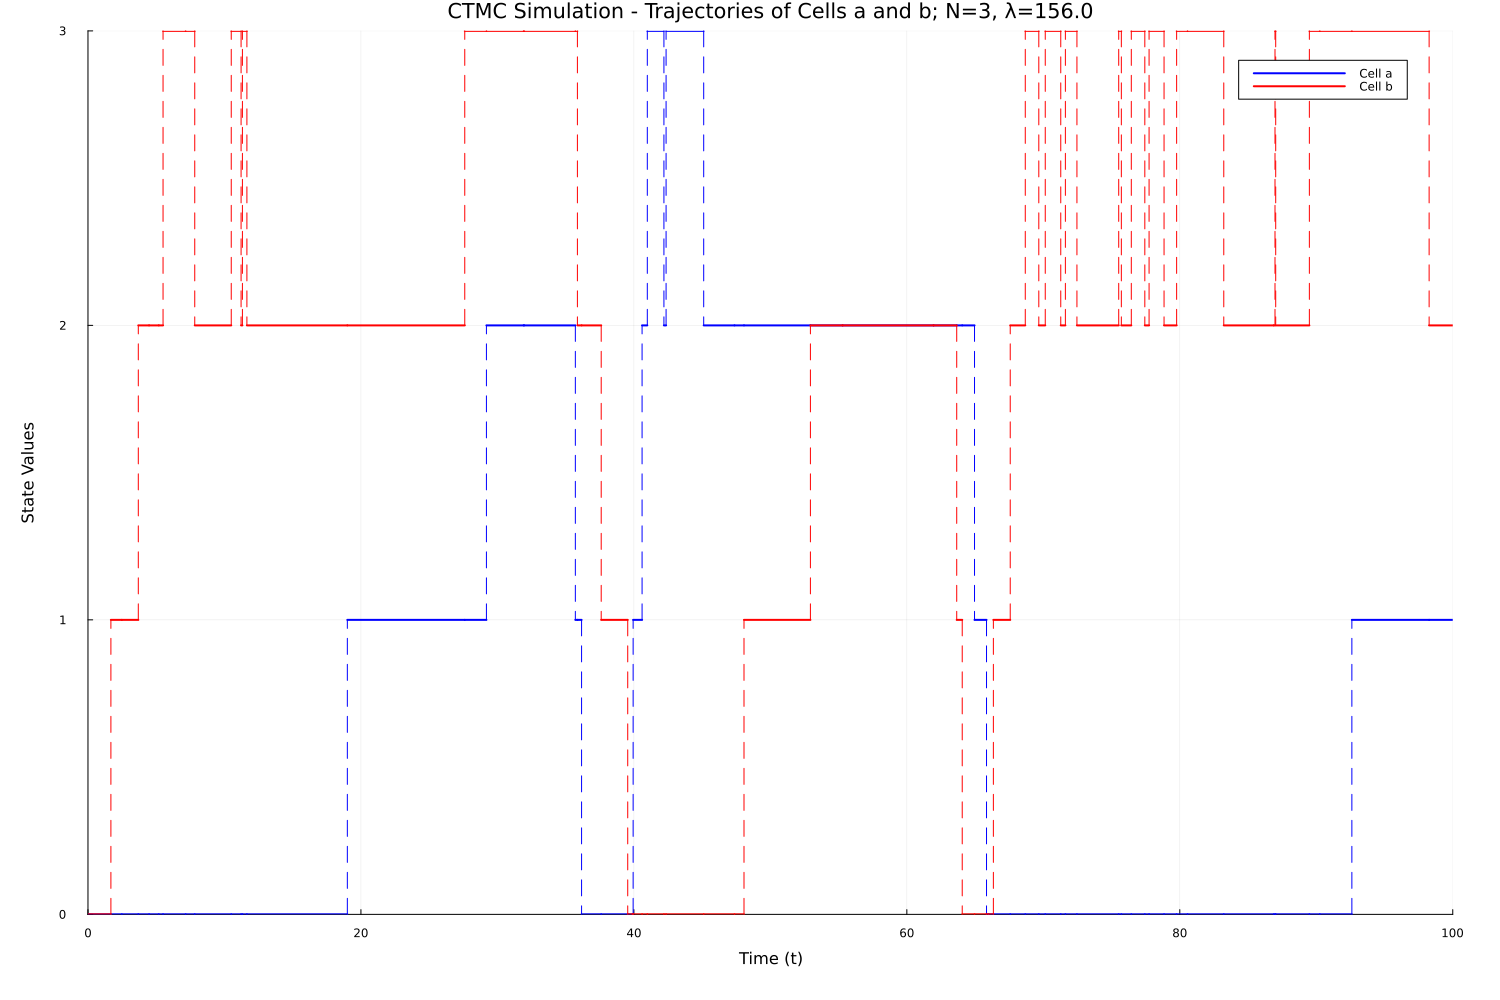 CTMC Simulation - Trajectories of Cells a and b; N=3, λ=156.0
3
Cell a
Cell b
2
State Values
1
0
0 20 40 60 80 100
Time (t)